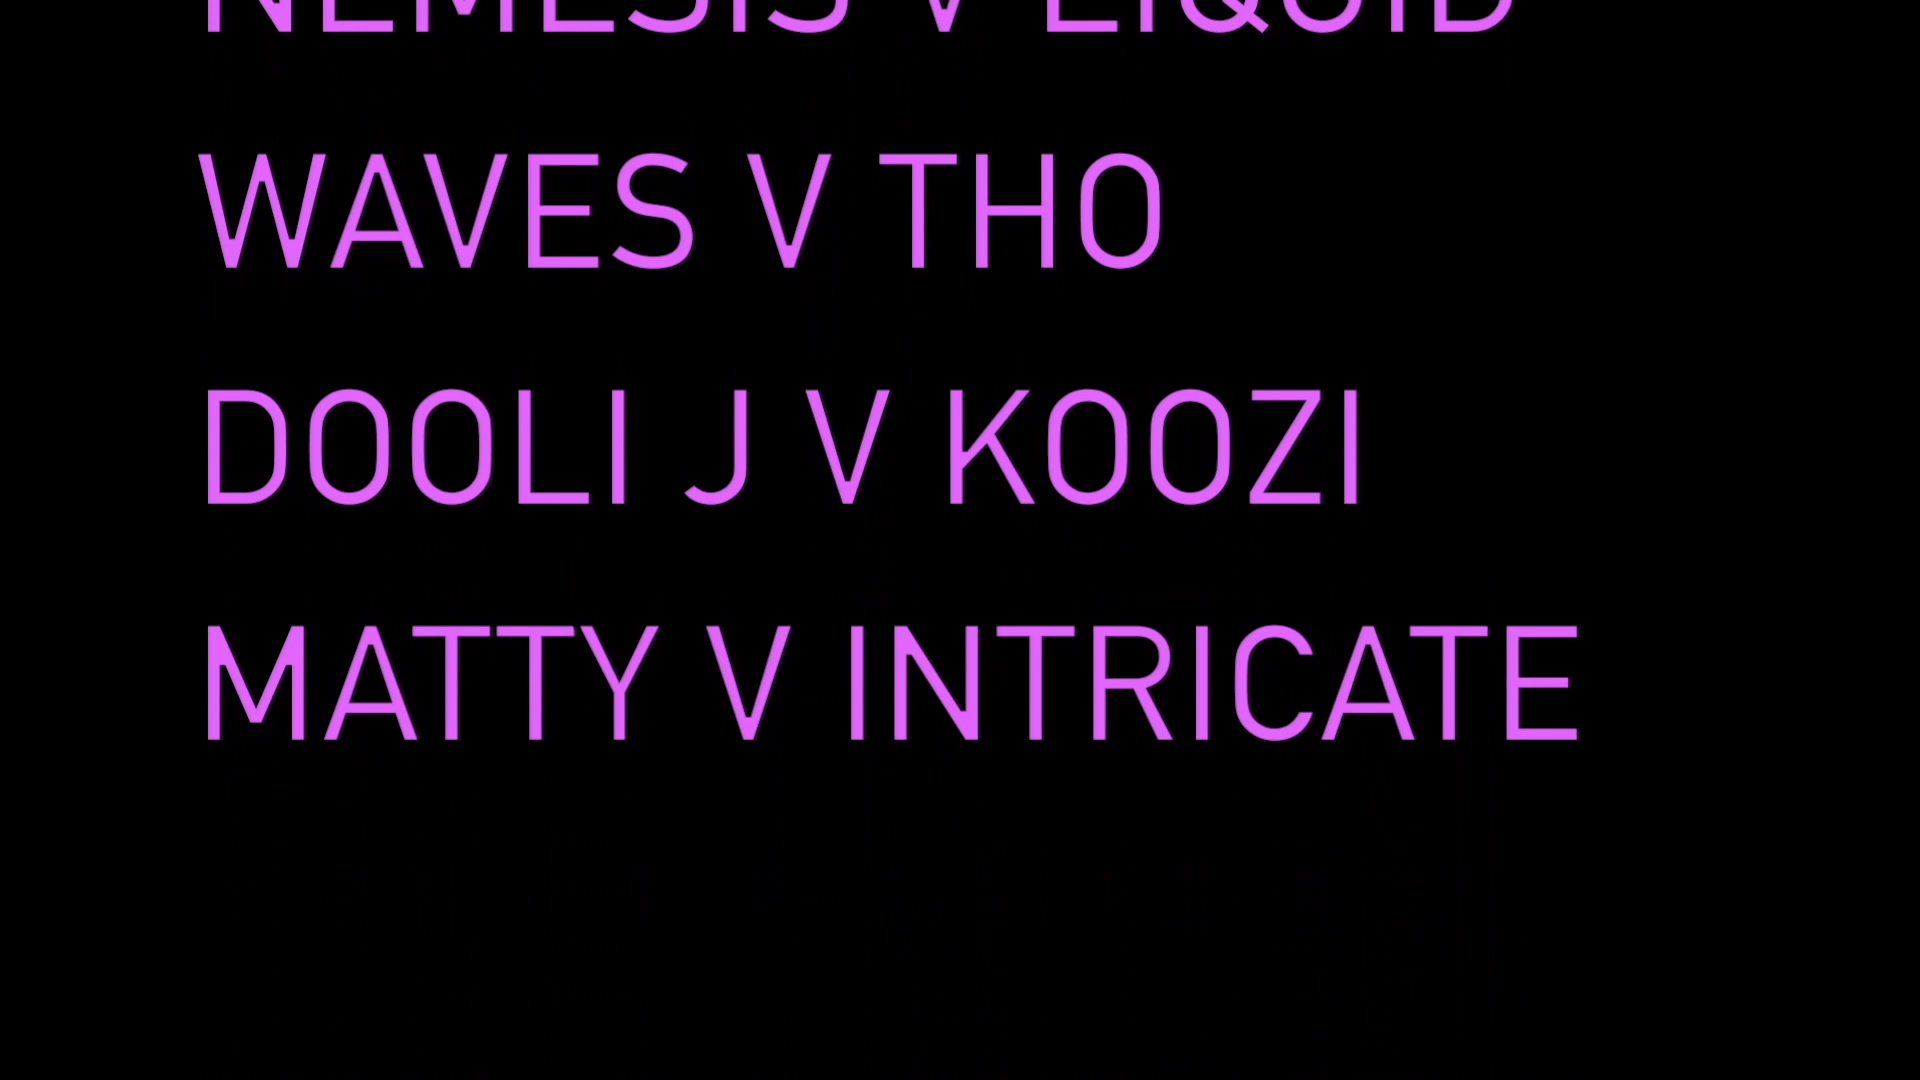 NEMESIS V LIQUID
WAVES V THO
DOOLI J V KOOZI
MATTY V INTRICATE